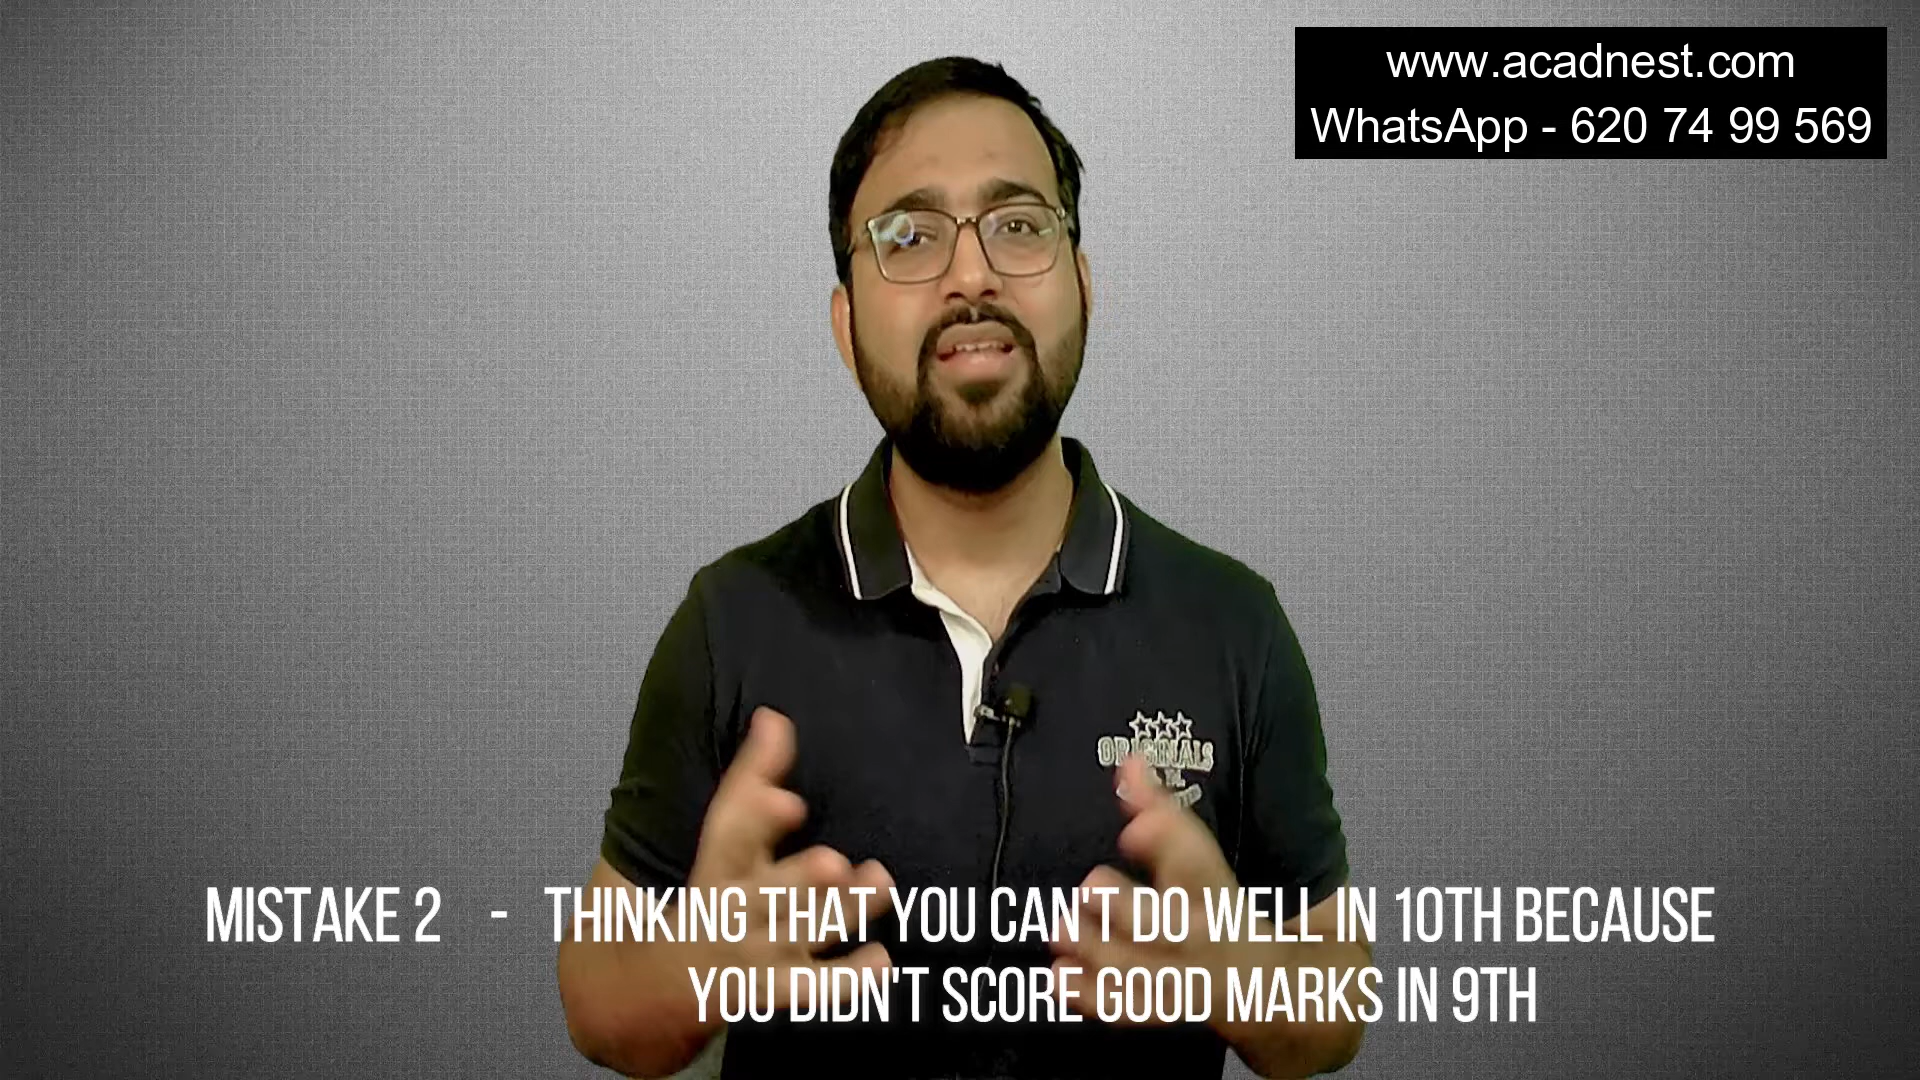 www.acadnest.com
WhatsApp - 620 74 99 569
ORIGINALS
MISTAKE 2 - THINKING THAT YOU CAN'T DO WELL IN 10TH BECAUSE
YOU DIDN'T SCORE GOOD MARKS IN 9TH